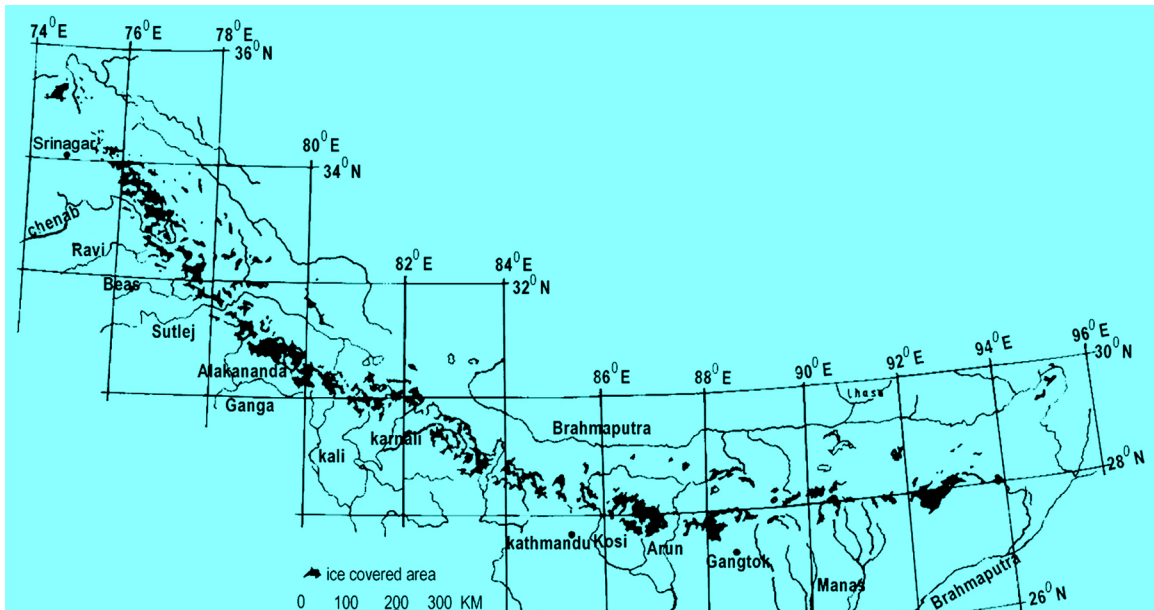 74⁰E
76⁰E
78⁰E
36⁰N
Srinagar
80⁰E
34⁰N
chenab
Ravi
Beas
82⁰E
84⁰E
32⁰N
Sutlej
Alakananda
Ganga
86⁰E
88⁰E
90⁰E
92⁰E
94⁰E
96⁰E
30⁰N
lhasa
Brahmaputra
karnali
kali
28⁰N
kathmandu
Kosi
Arun
Gangtok
Manas
Brahmaputra
26⁰N
ice covered area
0 100 200 300 KM